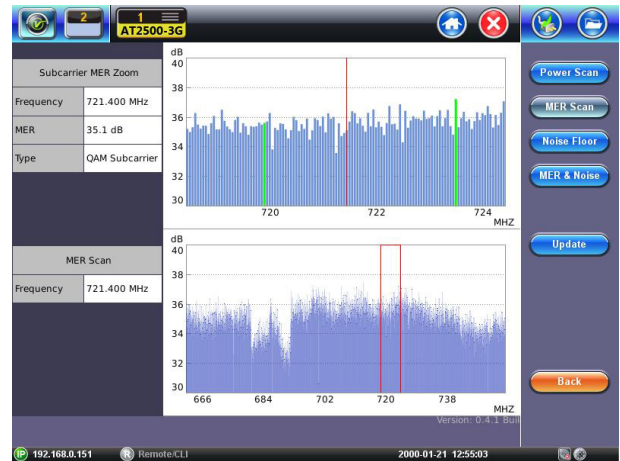 2
1
AT2500-3G
Subcarrier MER Zoom
Frequency 721.400 MHz
MER 35.1 dB
Type QAM Subcarrier
dB
40
38
36
34
32
30
720 722 724
MHZ
MER Scan
Frequency 721.400 MHz
dB
40
38
36
34
32
30
666 684 702 720 738
MHZ
Version: 0.4.1 Buil
Power Scan
MER Scan
Noise Floor
MER & Noise
Update
Back
IP 192.168.0.151 R Remote/CLI 2000-01-21 12:55:03